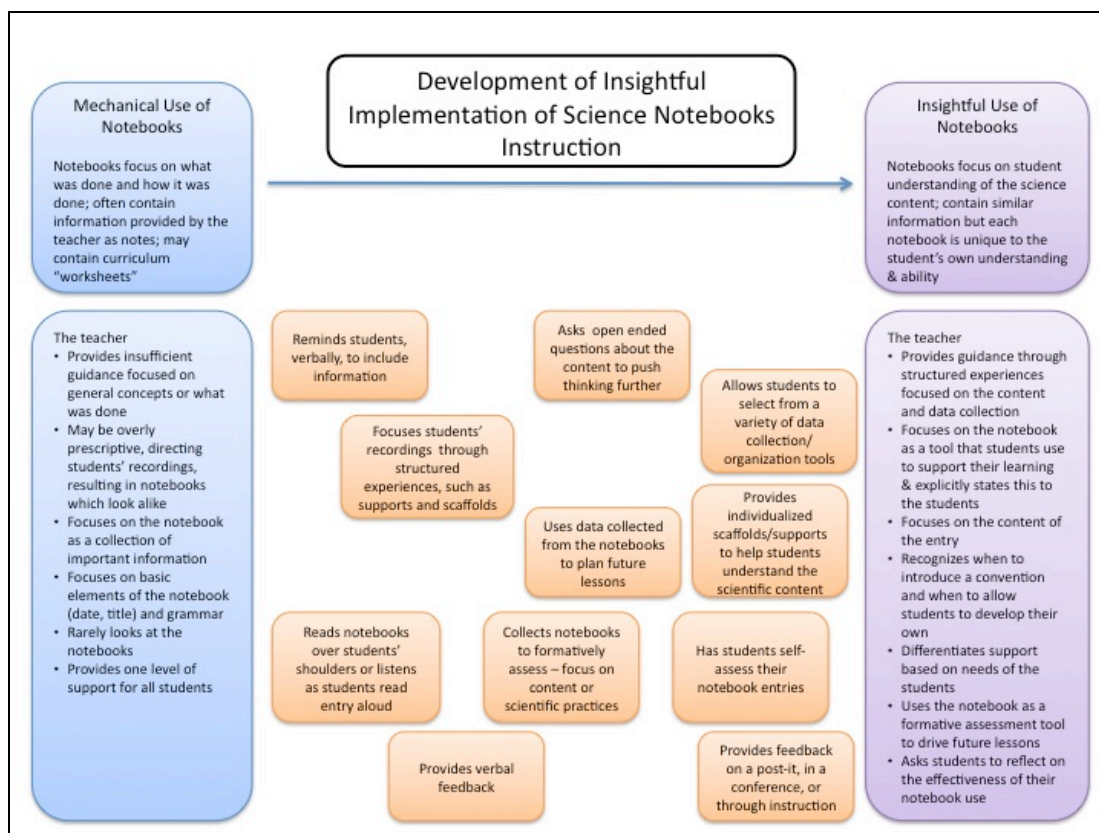 Development of Insightful
Implementation of Science Notebooks
Instruction
Mechanical Use of
Notebooks
Notebooks focus on what
was done and how it was
done; often contain
information provided by the
teacher as notes; may
contain curriculum
“worksheets”
Insightful Use of
Notebooks
Notebooks focus on student
understanding of the science
content; contain similar
information but each
notebook is unique to the
student’s own understanding
& ability
The teacher
• Provides insufficient
guidance focused on
general concepts or what
was done
• May be overly
prescriptive, directing
students’ recordings,
resulting in notebooks
which look alike
• Focuses on the notebook
as a collection of
important information
• Focuses on basic
elements of the notebook
(date, title) and grammar
• Rarely looks at the
notebooks
• Provides one level of
support for all students
Reminds students,
verbally, to include
information
Asks open ended
questions about the
content to push
thinking further
Allows students to
select from a
variety of data
collection/
organization tools
Focuses students’
recordings through
structured
experiences, such as
supports and scaffolds
Provides
individualized
scaffolds/supports
to help students
understand the
scientific content
Uses data collected
from the notebooks
to plan future
lessons
Reads notebooks
over students’
shoulders or listens
as students read
entry aloud
Collects notebooks
to formatively
assess – focus on
content or
scientific practices
Has students self-
assess their
notebook entries
Provides verbal
feedback
Provides feedback
on a post-it, in a
conference, or
through instruction
The teacher
• Provides guidance through
structured experiences
focused on the content
and data collection
• Focuses on the notebook
as a tool that students use
to support their learning
& explicitly states this to
the students
• Focuses on the content of
the entry
• Recognizes when to
introduce a convention
and when to allow
students to develop their
own
• Differentiates support
based on needs of the
students
• Uses the notebook as a
formative assessment tool
to drive future lessons
• Asks students to reflect on
the effectiveness of their
notebook use